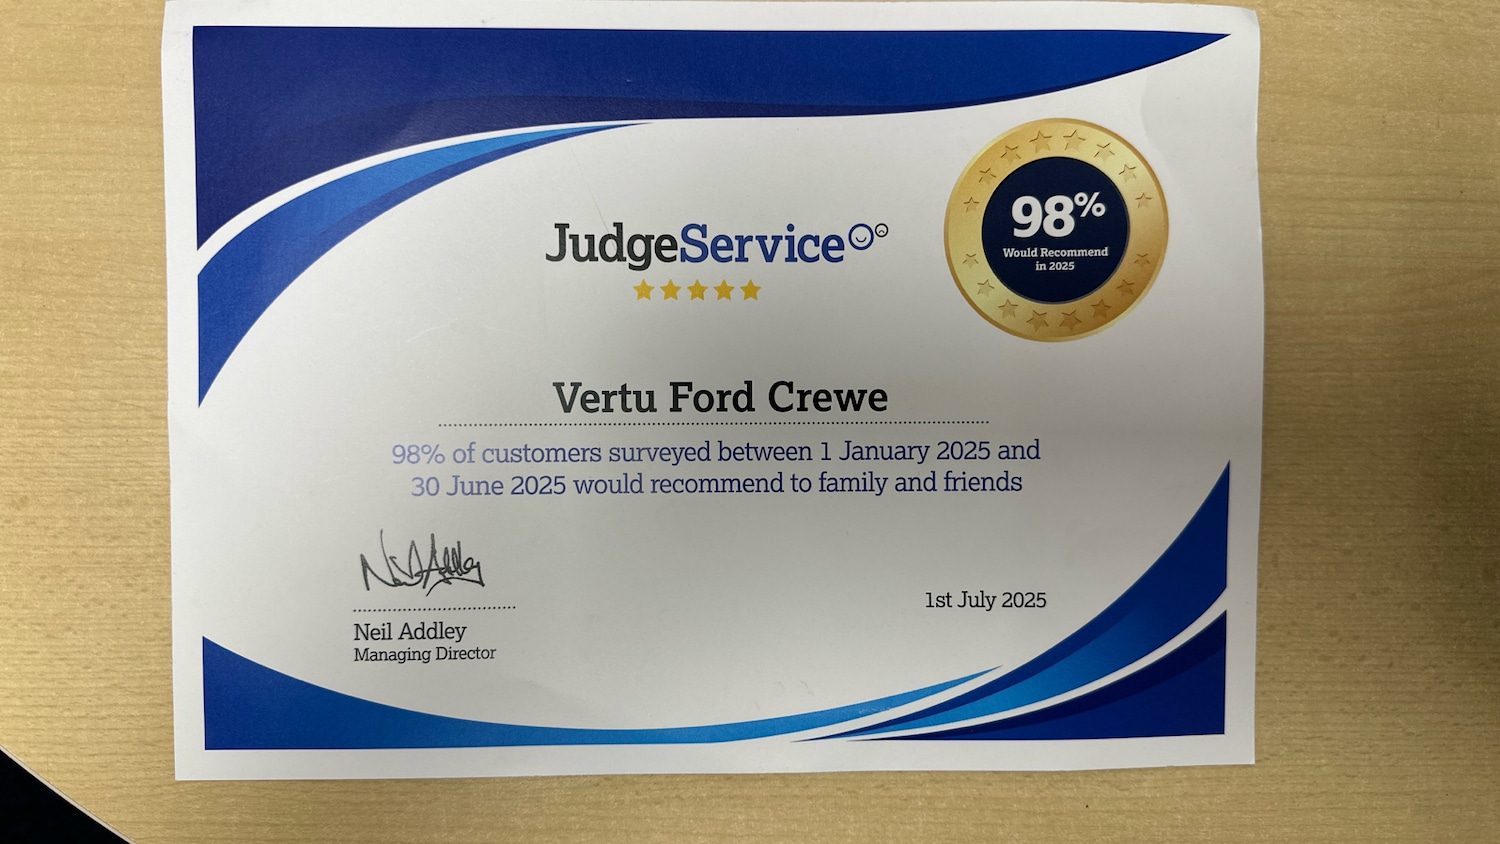 JudgeService
98%
Would Recommend
in 2025
Vertu Ford Crewe
98% of customers surveyed between 1 January 2025 and
30 June 2025 would recommend to family and friends
Neil Addley
1st July 2025
Neil Addley
Managing Director